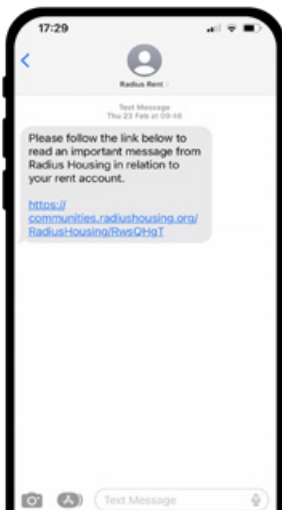 17:29
Radius Rent
Text Message
Thu 23 Feb at 09:46
Please follow the link below to
read an important message from
Radius Housing in relation to
your rent account.
https://
communities.radiushousing.org/
RadiusHousing/RwsQHgT
Text Message